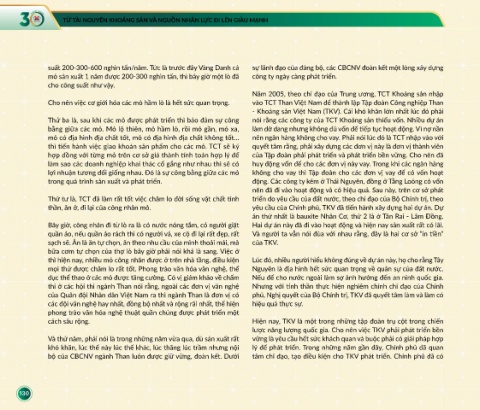 30 TỪ TÀI NGUYÊN KHOÁNG SẢN VÀ NGUỒN NHÂN LỰC ĐI LÊN GIÀU MẠNH
suất 200-300-600 nghìn tấn/năm. Tức là trước đây Vàng Danh cả
mỏ sản xuất 1 năm được 200-300 nghìn tấn, thì bây giờ một lò đã
cho công suất như vậy.
Cho nên việc cơ giới hóa các mỏ hầm lò là hết sức quan trọng.
Thứ ba là, sau khi các mỏ được phát triển thì bảo đảm sự công
bằng giữa các mỏ. Mỏ lộ thiên, mỏ hầm lò, rồi mỏ gần, mỏ xa,
mỏ có địa hình địa chất tốt, mỏ có địa hình địa chất không tốt...
thì tiến hành việc giao khoán sản phẩm cho các mỏ. TCT sẽ ký
hợp đồng với từng mỏ trên cơ sở giá thành tính toán hợp lý để
làm sao các doanh nghiệp khai thác cố gắng như nhau thì sẽ có
lợi nhuận tương đối giống nhau. Đó là sự công bằng giữa các mỏ
trong quá trình sản xuất và phát triển.
Thứ tư là, TCT đã làm rất tốt việc chăm lo đời sống vật chất tinh
thần, ăn ở, đi lại của công nhân mỏ.
Bây giờ, công nhân đi từ lò ra là có nước nóng tắm, có người giặt
quần áo, nếu quần áo rách thì có người vá, xe cộ đi lại rất đẹp, rất
sạch sẽ. Ăn là ăn tự chọn, ăn theo nhu cầu của mình thoải mái, mà
bữa cơm tự chọn của thợ lò bây giờ phải nói khá là sang. Việc ở
thì hiện nay, nhiều mỏ công nhân được ở trên nhà tầng, điều kiện
mọi thứ được chăm lo rất tốt. Phong trào văn hóa văn nghệ, thể
dục thể thao ở các mỏ được tăng cường. Có vị giám khảo về chấm
thi ở các hội thi ngành Than nói rằng, ngoài các đơn vị văn nghệ
của Quân đội Nhân dân Việt Nam ra thì ngành Than là đơn vị có
các đội văn nghệ hay nhất, đồng bộ nhất và rộng rãi nhất, thể hiện
phong trào văn hóa nghệ thuật quần chúng được phát triển một
cách sâu rộng.
Và thứ năm, phải nói là trong những năm vừa qua, dù sản xuất rất
khó khăn, lúc thế này lúc thế khác, lúc thăng lúc trầm nhưng nội
bộ của CBCNV ngành Than luôn được giữ vững, đoàn kết. Dưới
sự lãnh đạo của đảng bộ, các CBCNV đoàn kết một lòng xây dựng
công ty ngày càng phát triển.
Năm 2005, theo chỉ đạo của Trung ương, TCT Khoáng sản nhập
vào TCT Than Việt Nam để thành lập Tập đoàn Công nghiệp Than
- Khoáng sản Việt Nam (TKV). Cái khó khăn lớn nhất lúc đó phải
nói rằng các công ty của TCT Khoáng sản thiếu vốn. Nhiều dự án
làm dở dang nhưng không đủ vốn để tiếp tục hoạt động. Vì nợ nần
nên ngân hàng không cho vay. Phải nói lúc đó là TCT nhập vào với
quyết tâm rằng, phải xây dựng các đơn vị này là đơn vị thành viên
của Tập đoàn phải phát triển và phát triển bền vững. Cho nên đã
huy động vốn để cho các đơn vị này vay. Trong khi các ngân hàng
không cho vay thì Tập đoàn cho các đơn vị vay để có vốn hoạt
động. Các công ty kẽm ở Thái Nguyên, đồng ở Tằng Loỏng có vốn
nên đã đi vào hoạt động và có hiệu quả. Sau này, trên cơ sở phát
triển do yêu cầu của đất nước, theo chỉ đạo của Bộ Chính trị, theo
yêu cầu của Chính phủ, TKV đã tiến hành xây dựng hai dự án. Dự
án thứ nhất là bauxite Nhân Cơ, thứ 2 là ở Tân Rai - Lâm Đồng.
Hai dự án này đã đi vào hoạt động và hiện nay sản xuất rất có lãi.
Và người ta vẫn nói đùa với nhau rằng, đây là hai cơ sở "in tiền"
của TKV.
Lúc đó, nhiều người hiểu không đúng về dự án này, họ cho rằng Tây
Nguyên là địa hình hết sức quan trọng về quân sự của đất nước.
Nếu để cho nước ngoài làm sợ ảnh hưởng đến an ninh quốc gia.
Nhưng với tinh thần thực hiện nghiêm chỉnh chỉ đạo của Chính
phủ, Nghị quyết của Bộ Chính trị, TKV đã quyết tâm làm và làm có
hiệu quả thực sự.
Hiện nay, TKV là một trong những tập đoàn trụ cột trong chiến
lược năng lượng quốc gia. Cho nên việc TKV phải phát triển bền
vững là yêu cầu hết sức khách quan và buộc phải có giải pháp hợp
lý để phát triển. Trong những năm gần đây, Chính phủ đã quan
tâm chỉ đạo, tạo điều kiện cho TKV phát triển. Chính phủ đã có
130